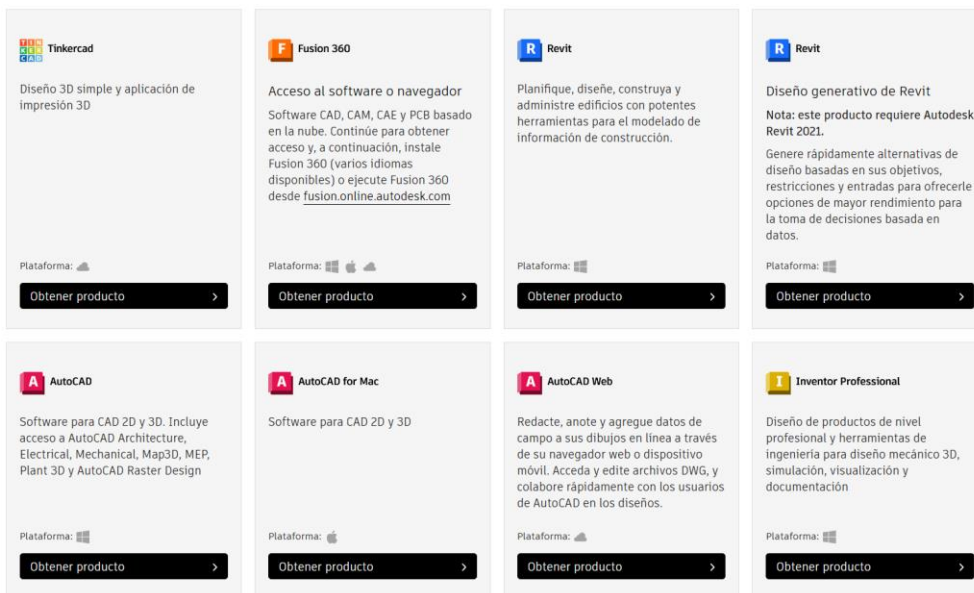 Tinkercad
Diseño 3D simple y aplicación de
impresión 3D
Plataforma:
Obtener producto
Fusion 360
Acceso al software o navegador
Software CAD, CAM, CAE y PCB basado
en la nube. Continúe para obtener
acceso y, a continuación, instale
Fusion 360 (varios idiomas
disponibles) o ejecute Fusion 360
desde fusion.online.autodesk.com
Plataforma:
Obtener producto
Revit
Planifique, diseñe, construya y
administre edificios con potentes
herramientas para el modelado de
información de construcción.
Plataforma:
Obtener producto
Revit
Diseño generativo de Revit
Nota: este producto requiere Autodesk
Revit 2021.
Genere rápidamente alternativas de
diseño basadas en sus objetivos,
restricciones y entradas para ofrecerle
opciones de mayor rendimiento para
la toma de decisiones basada en
datos.
Plataforma:
Obtener producto
AutoCAD
Software para CAD 2D y 3D. Incluye
acceso a AutoCAD Architecture,
Electrical, Mechanical, Map3D, MEP,
Plant 3D y AutoCAD Raster Design
Plataforma:
Obtener producto
AutoCAD for Mac
Software para CAD 2D y 3D
Plataforma:
Obtener producto
AutoCAD Web
Redacte, anote y agregue datos de
campo a sus dibujos en línea a través
de su navegador web o dispositivo
móvil. Acceda y edite archivos DWG, y
colabore rápidamente con los usuarios
de AutoCAD en los diseños.
Plataforma:
Obtener producto
Inventor Professional
Diseño de productos de nivel
profesional y herramientas de
ingeniería para diseño mecánico 3D,
simulación, visualización y
documentación
Plataforma:
Obtener producto